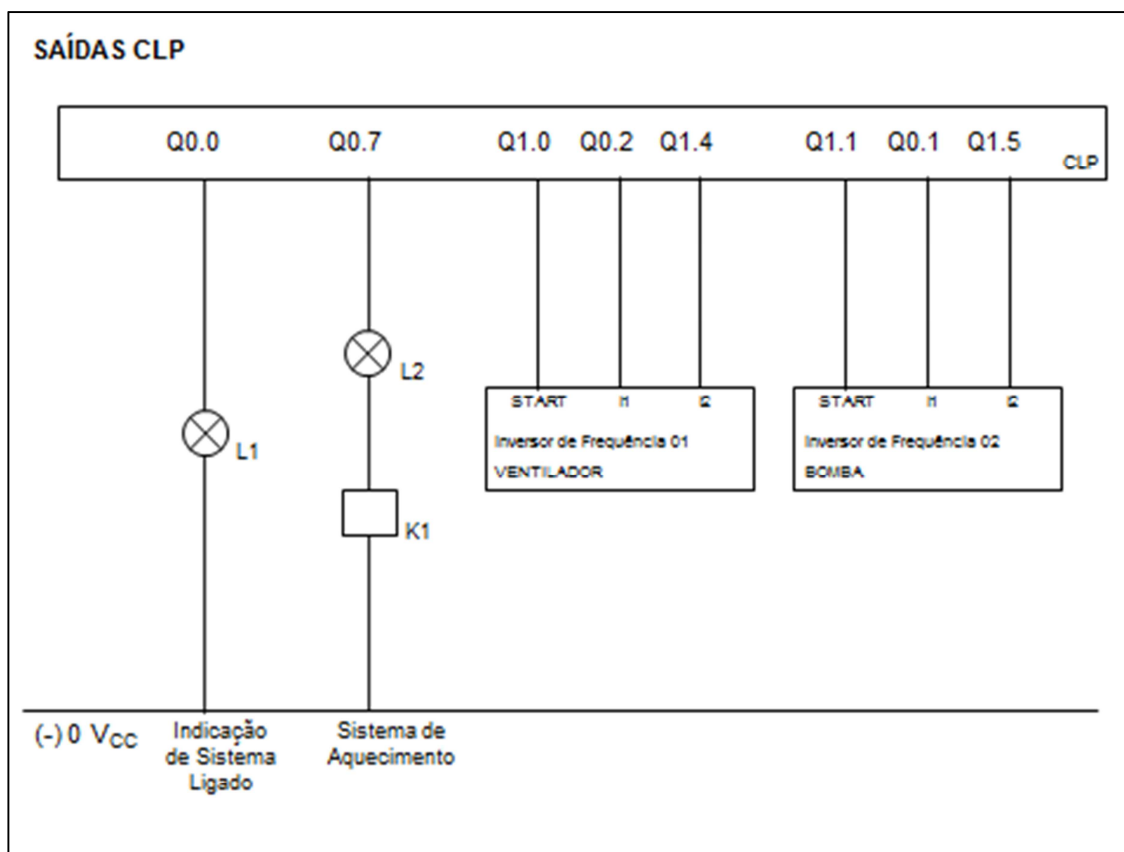 SAÍDAS CLP
Q0.0 Q0.7 Q1.0 Q0.2 Q1.4 Q1.1 Q0.1 Q1.5
CLP
L2
L1
K1
START I1 I2
Inversor de Frequência 01
VENTILADOR
START I1 I2
Inversor de Frequência 02
BOMBA
(-) 0 VCC
Indicação
de Sistema
Ligado
Sistema de
Aquecimento